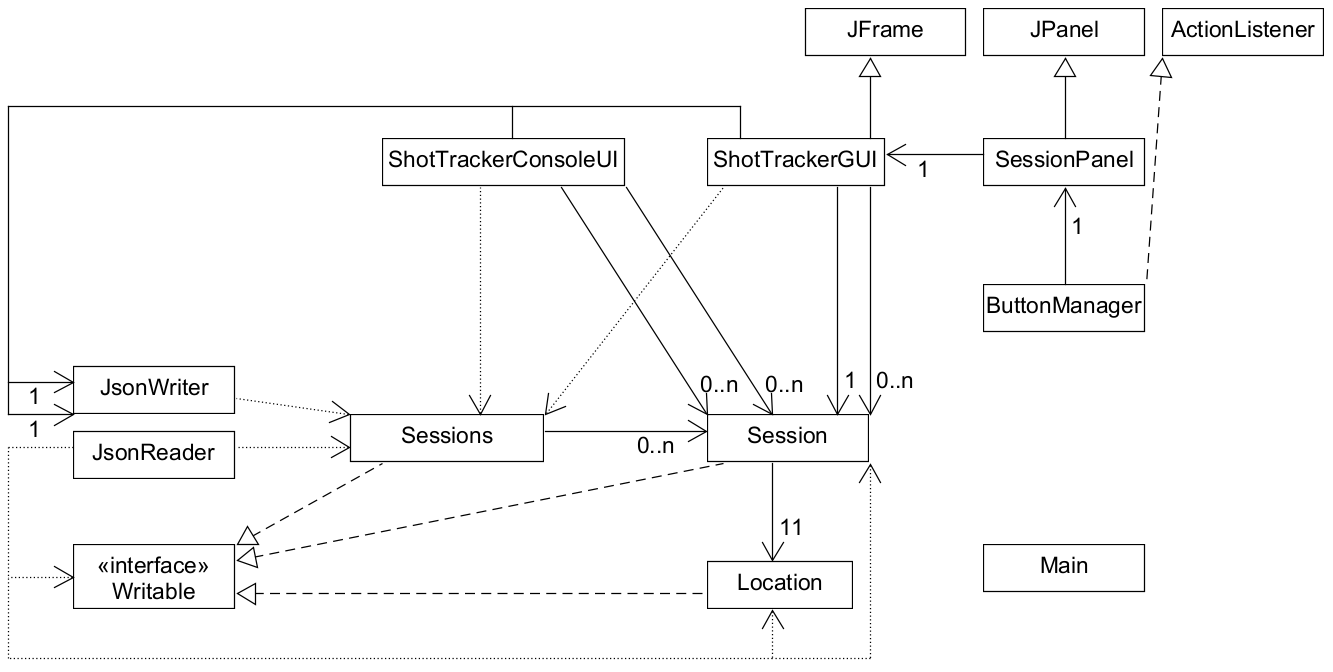 JFrame
JPanel
ActionListener
ShotTrackerConsoleUI
ShotTrackerGUI
SessionPanel
1
1
ButtonManager
JsonWriter
1
1
0..n
0..n
1
0..n
Sessions
0..n
Session
JsonReader
11
«interface»
Writable
Location
Main